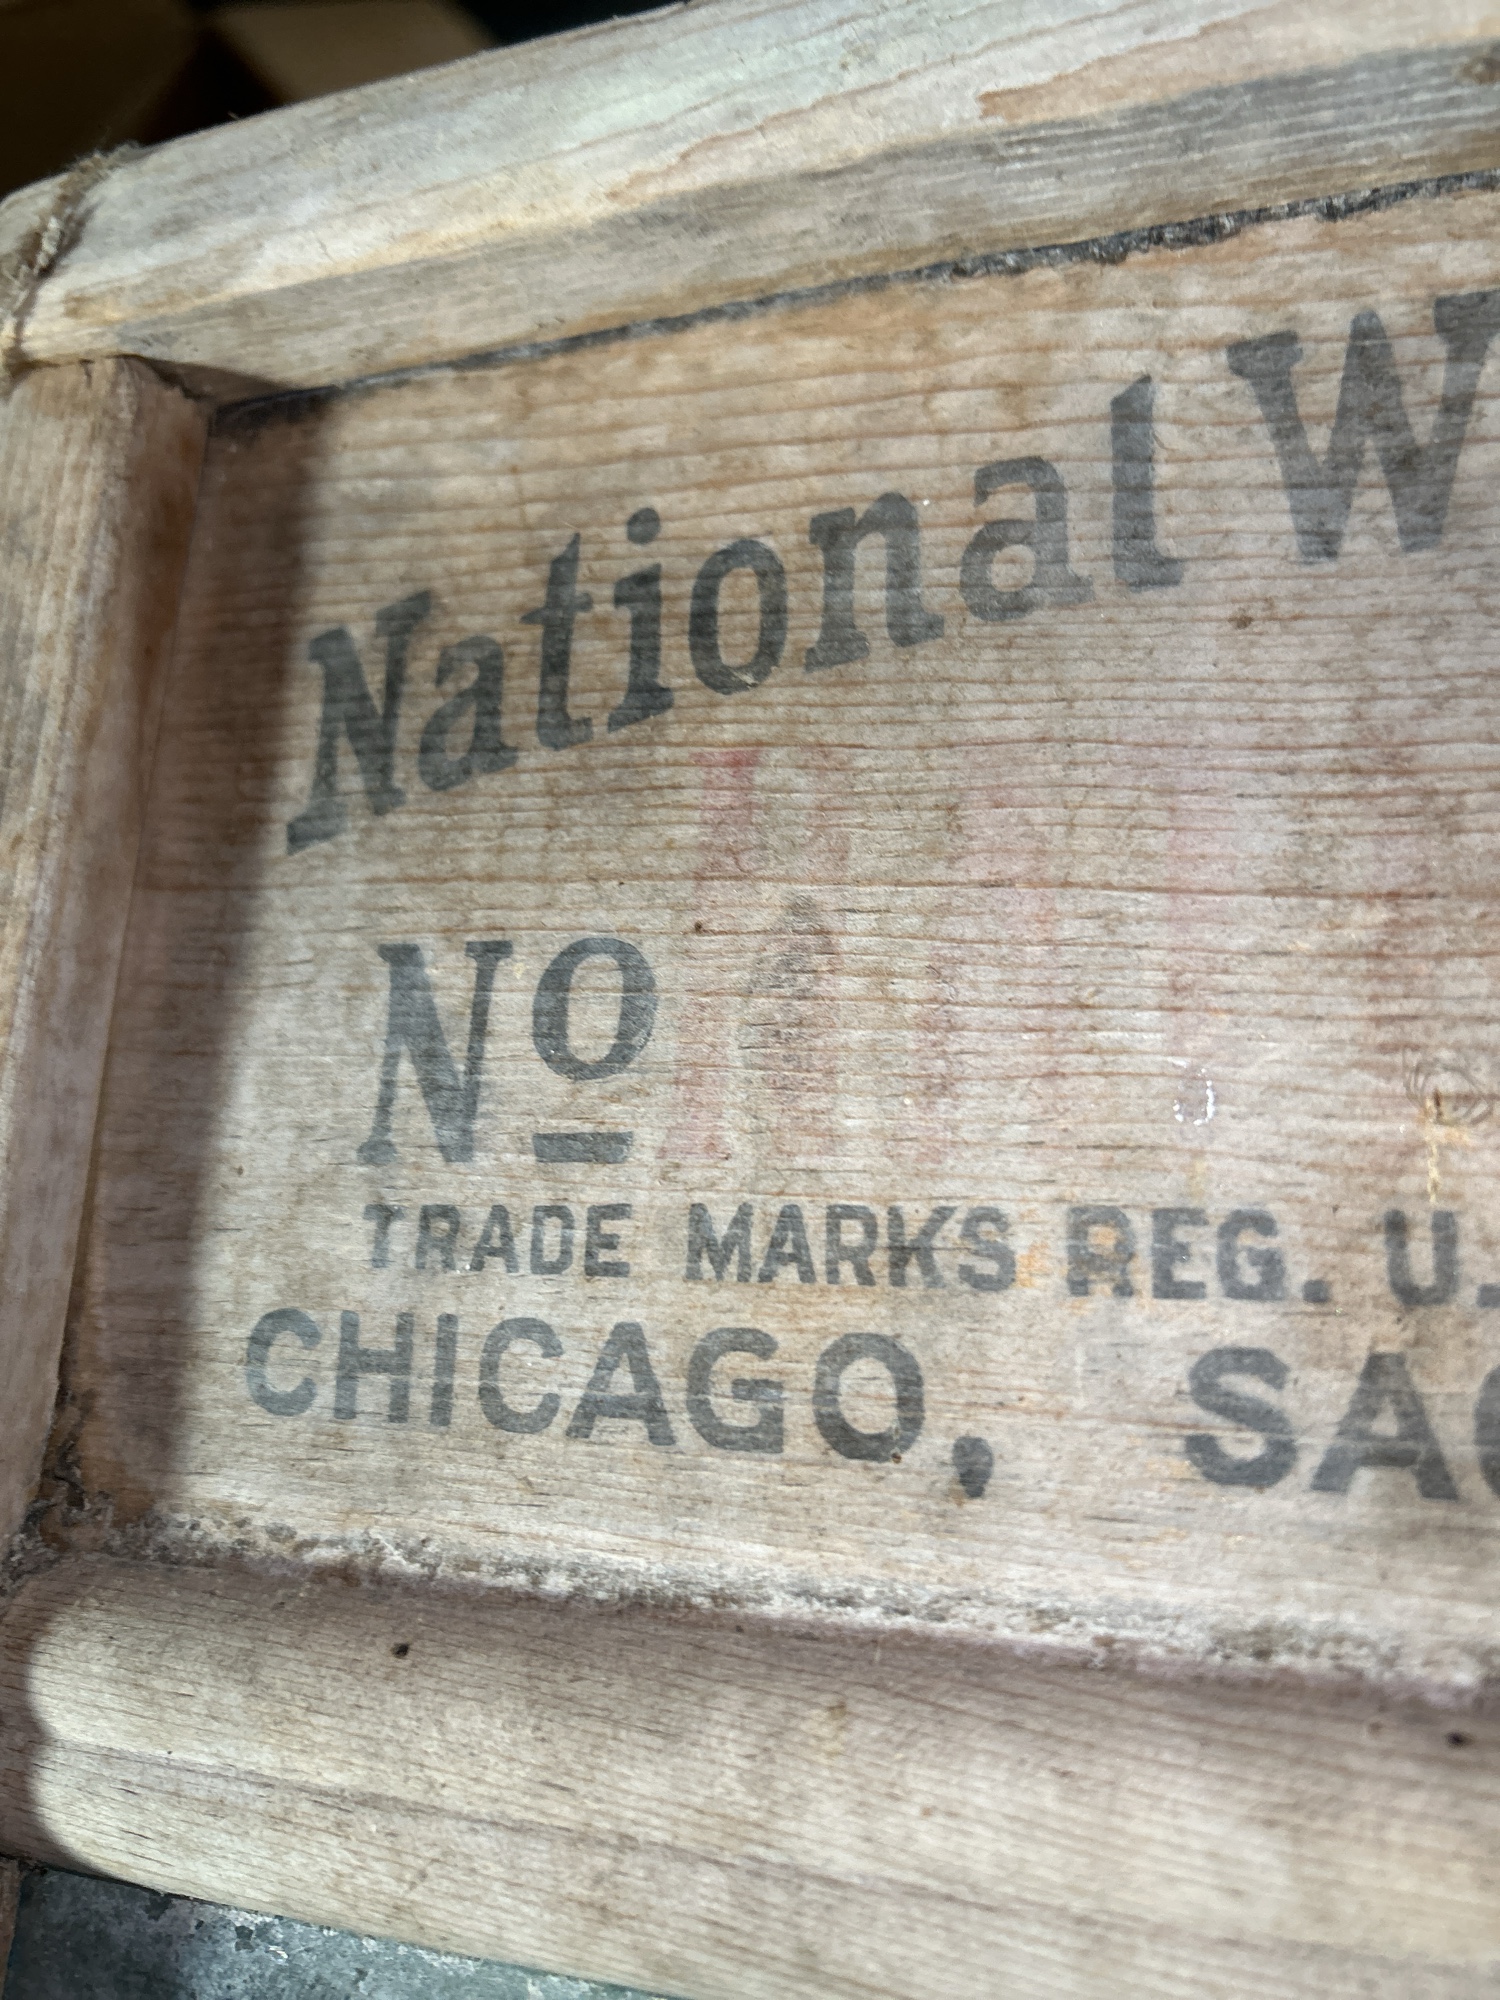 National W
No
TRADE MARKS REG. U.
CHICAGO, SA